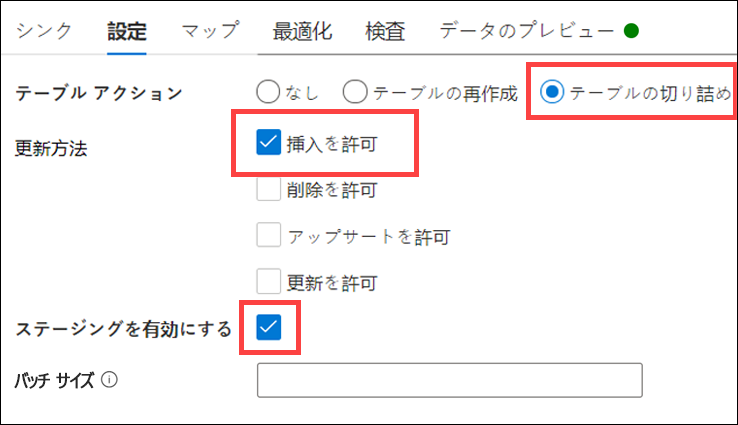 シンク 設定 マップ 最適化 検査 データのプレビュー
テーブル アクション なし テーブルの再作成 テーブルの切り詰め
更新方法 挿入を許可
削除を許可
アップサートを許可
更新を許可
ステージングを有効にする
バッチ サイズ